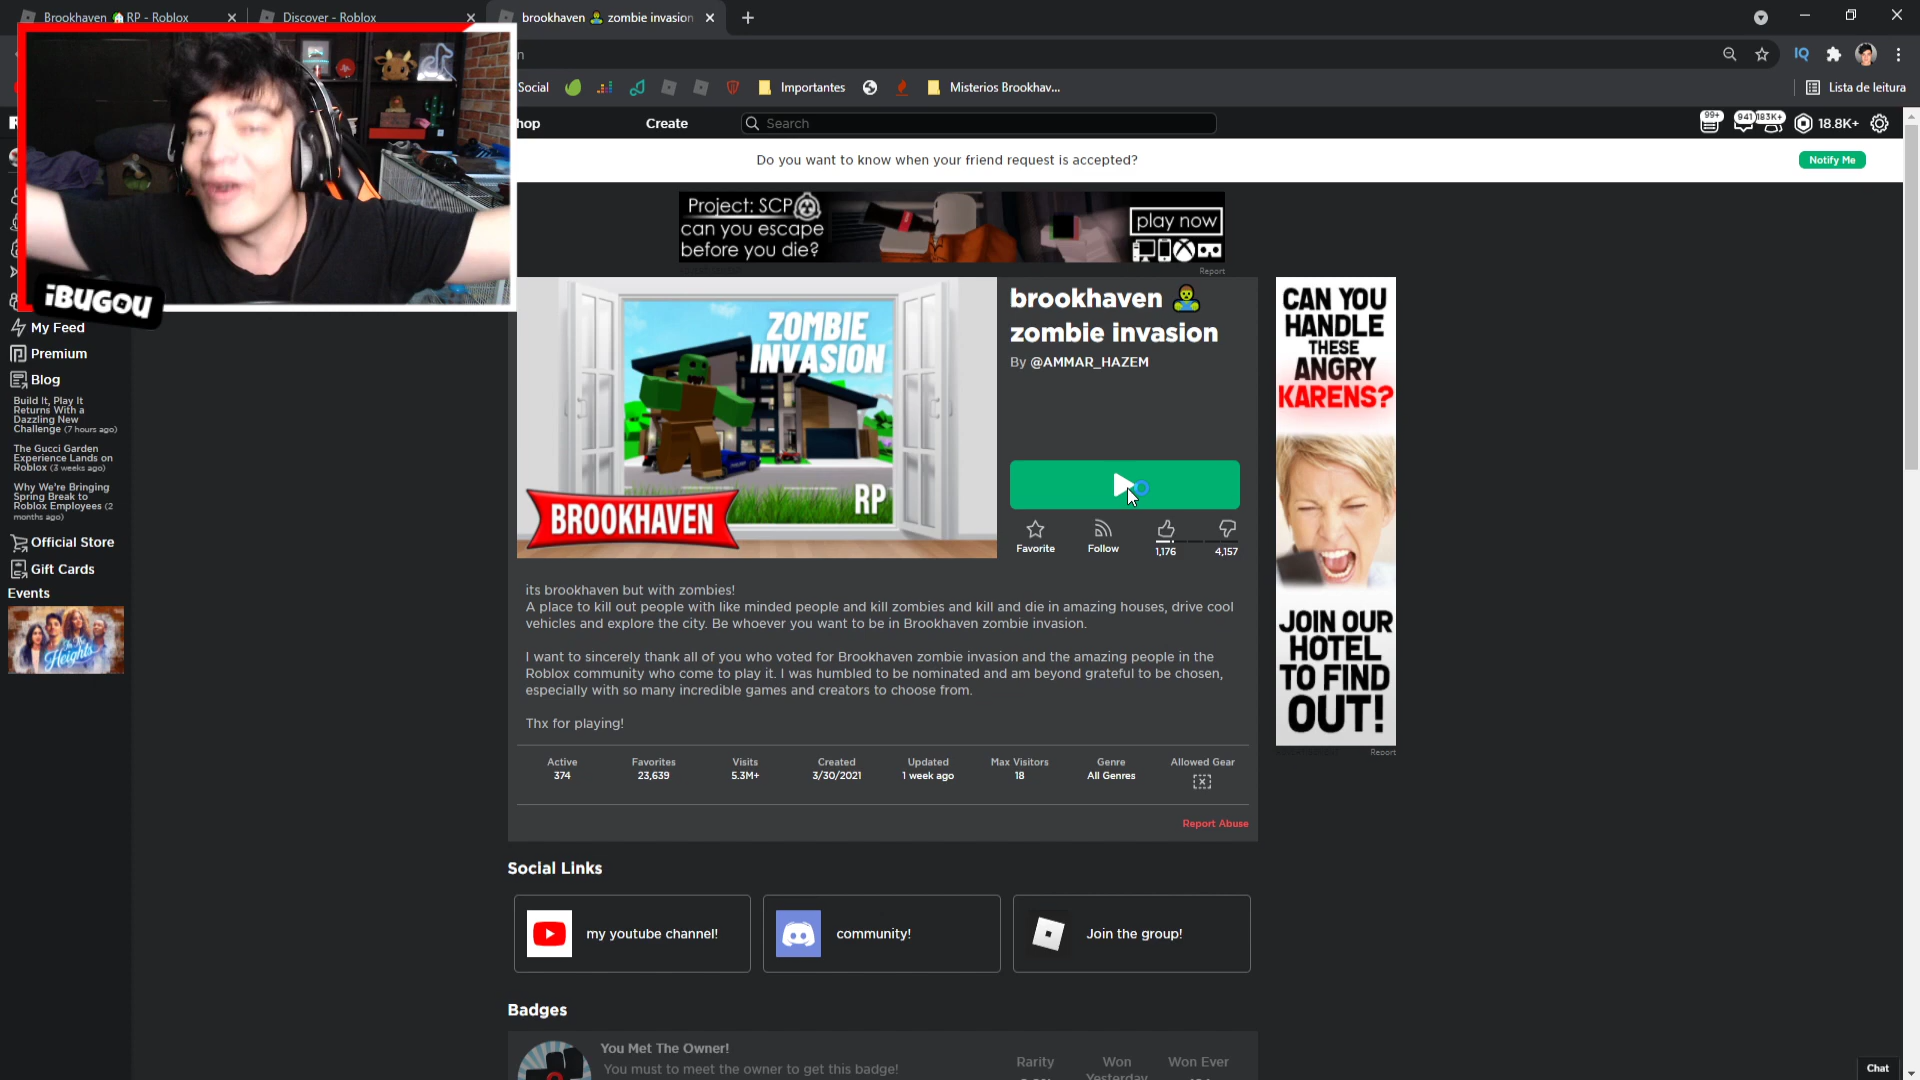 Brookhaven 🏠 RP - Roblox
Discover - Roblox
brookhaven 🧟 zombie invasion
Social
Importantes
Misterios Brookhav...
Lista de leitura
hop
Create
Search
99+
941
183K+
18.8K+
Do you want to know when your friend request is accepted?
Notify Me
Project: SCP
can you escape
before you die?
play now
Report
iBUGOU
My Feed
Premium
Blog
Build It, Play It
Returns With a
Dazzling New
Challenge (7 hours ago)
The Gucci Garden
Experience Lands on
Roblox (3 weeks ago)
Why We're Bringing
Spring Break to
Roblox Employees (2
months ago)
Official Store
Gift Cards
Events
In The
Heights
ZOMBIE
INVASION
RP
BROOKHAVEN
brookhaven 🧟
zombie invasion
By @AMMAR_HAZEM
Favorite
Follow
1,176
4,157
CAN YOU
HANDLE
THESE
ANGRY
KARENS?
JOIN OUR
HOTEL
TO FIND
OUT!
Report
its brookhaven but with zombies!
A place to kill out people with like minded people and kill zombies and kill and die in amazing houses, drive cool
vehicles and explore the city. Be whoever you want to be in Brookhaven zombie invasion.
I want to sincerely thank all of you who voted for Brookhaven zombie invasion and the amazing people in the
Roblox community who come to play it. I was humbled to be nominated and am beyond grateful to be chosen,
especially with so many incredible games and creators to choose from.
Thx for playing!
Active
374
Favorites
23,639
Visits
5.3M+
Created
3/30/2021
Updated
1 week ago
Max Visitors
18
Genre
All Genres
Allowed Gear
Report Abuse
Social Links
my youtube channel!
community!
Join the group!
Badges
You Met The Owner!
You must to meet the owner to get this badge!
Rarity
Won
Yesterday
Won Ever
Chat